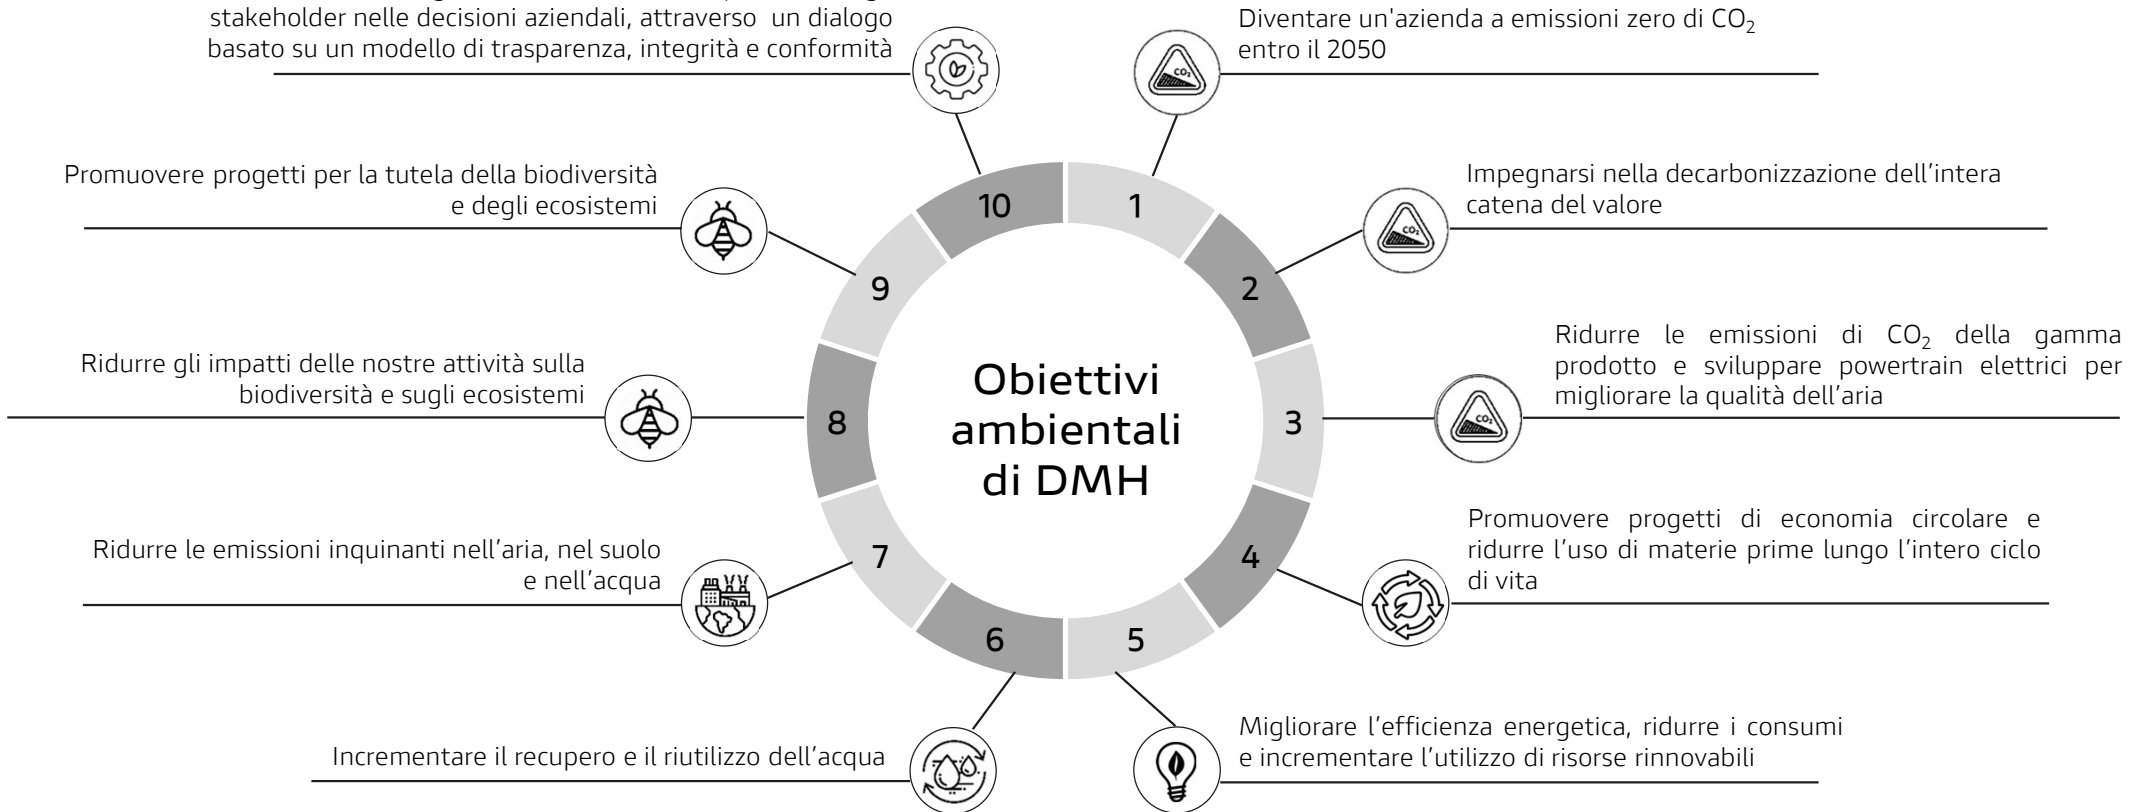 Obiettivi
ambientali
di DMH
1
Diventare un'azienda a emissioni zero di CO₂
entro il 2050
2
Impegnarsi nella decarbonizzazione dell'intera
catena del valore
3
Ridurre le emissioni di CO₂ della gamma
prodotto e sviluppare powertrain elettrici per
migliorare la qualità dell'aria
4
Promuovere progetti di economia circolare e
ridurre l'uso di materie prime lungo l'intero ciclo
di vita
5
Migliorare l'efficienza energetica, ridurre i consumi
e incrementare l'utilizzo di risorse rinnovabili
6
Incrementare il recupero e il riutilizzo dell'acqua
7
Ridurre le emissioni inquinanti nell'aria, nel suolo
e nell'acqua
8
Ridurre gli impatti delle nostre attività sulla
biodiversità e sugli ecosistemi
9
Promuovere progetti per la tutela della biodiversità
e degli ecosistemi
10
stakeholder nelle decisioni aziendali, attraverso un dialogo
basato su un modello di trasparenza, integrità e conformità
CO₂
CO₂
CO₂